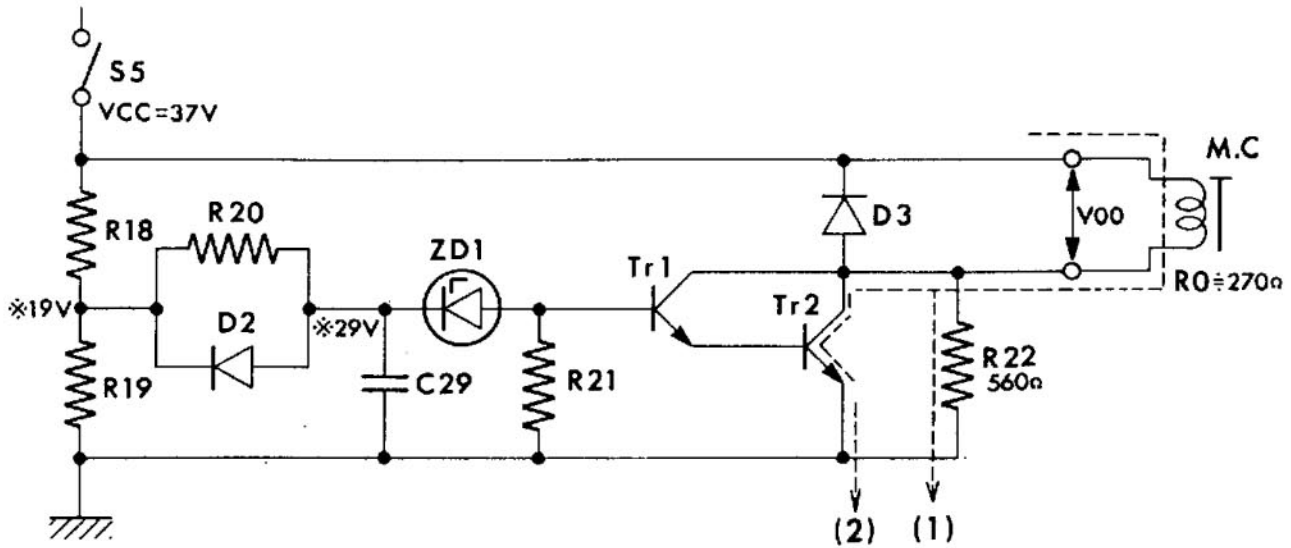 S5
VCC=37V
M.C
R18
R20
ZD1
D3
V00
Tr1
※19V
D2
※29V
Tr2
R0≒270Ω
R19
C29
R21
R22
560Ω
(2)
(1)